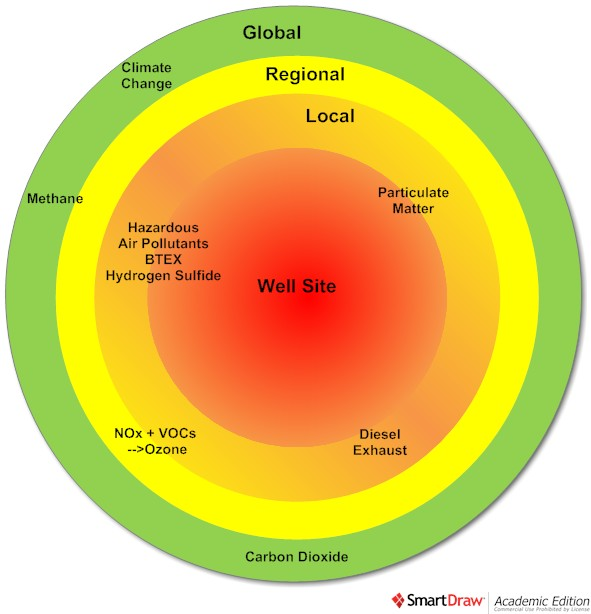 Global
Climate
Change
Regional
Local
Methane
Particulate
Matter
Hazardous
Air Pollutants
BTEX
Hydrogen Sulfide
Well Site
NOx + VOCs
-->Ozone
Diesel
Exhaust
Carbon Dioxide
SmartDraw
Academic Edition
Commercial Use Prohibited by License